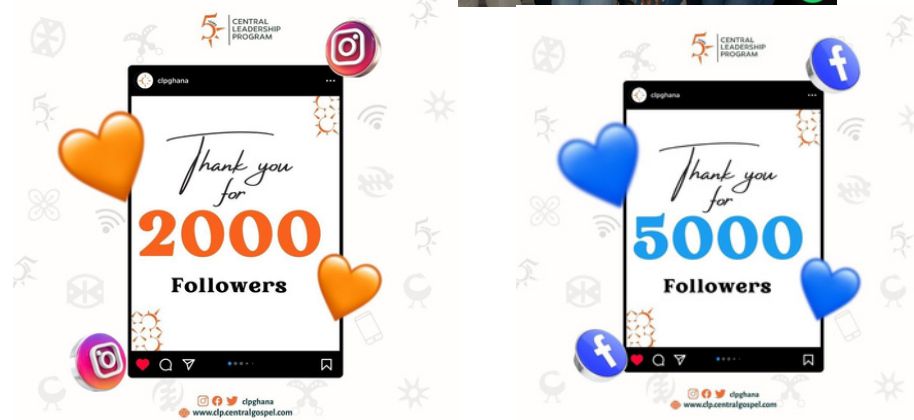 CENTRAL
LEADERSHIP
PROGRAM
clpghana
Thank you
for
2000
Followers
clpghana
www.clp.centralgospel.com
CENTRAL
LEADERSHIP
PROGRAM
clpghana
Thank you
for
5000
Followers
clpghana
www.clp.centralgospel.com